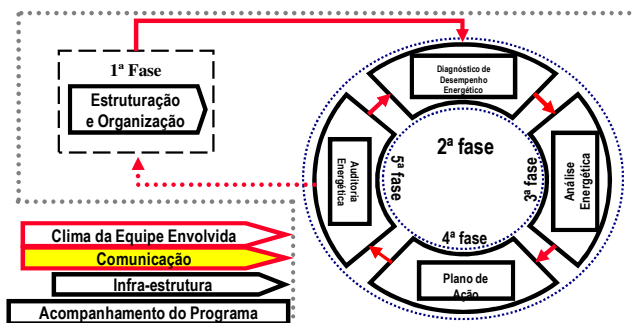 1ª Fase
Estruturação
e Organização
Diagnóstico de
Desempenho
Energético
2ª fase
Análise
Energética
3ª fase
4ª fase
Plano de
Ação
Auditoria
Energética
5ª fase
Clima da Equipe Envolvida
Comunicação
Infra-estrutura
Acompanhamento do Programa